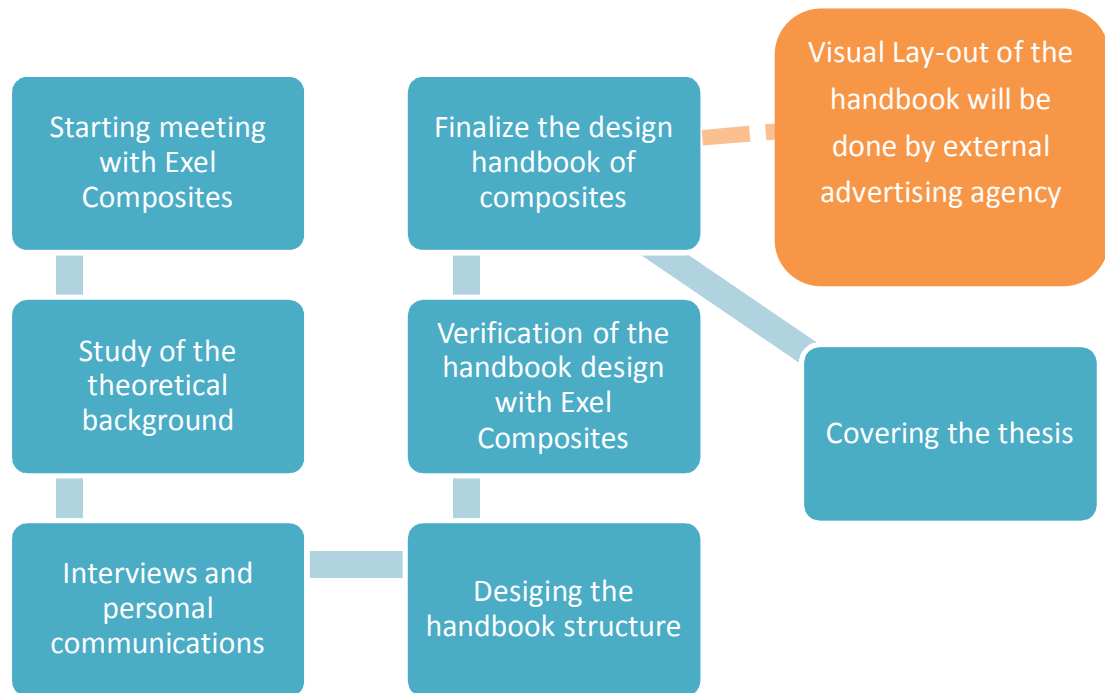 Starting meeting
with Exel
Composites
Study of the
theoretical
background
Interviews and
personal
communications
Desiging the
handbook structure
Verification of the
handbook design
with Exel
Composites
Finalize the design
handbook of
composites
Visual Lay-out of the
handbook will be
done by external
advertising agency
Covering the thesis